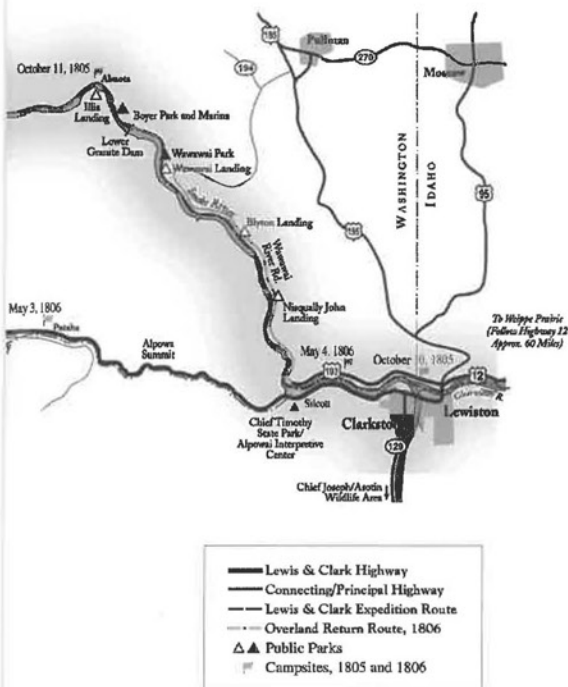 195
Pullman
270
Moscow
194
October 11, 1805
Almota
Illia
Landing
Boyer Park and Marina
Lower
Granite Dam
Wawawai Park
Wawawai Landing
Snake River
WASHINGTON
IDAHO
95
195
Blyton Landing
Wawawai
River Rd.
Nisqually John
Landing
May 3, 1806
Pataha
Alpowa
Summit
To Weippe Prairie
(Follow Highway 12
Approx. 60 Miles)
May 4, 1806
October 10, 1805
193
12
Clearwater R.
Silcott
Clarkston
Lewiston
Chief Timothy
State Park/
Alpowai Interpretive
Center
129
Chief Joseph/Asotin
Wildlife Area
Lewis & Clark Highway
Connecting/Principal Highway
Lewis & Clark Expedition Route
Overland Return Route, 1806
Public Parks
Campsites, 1805 and 1806